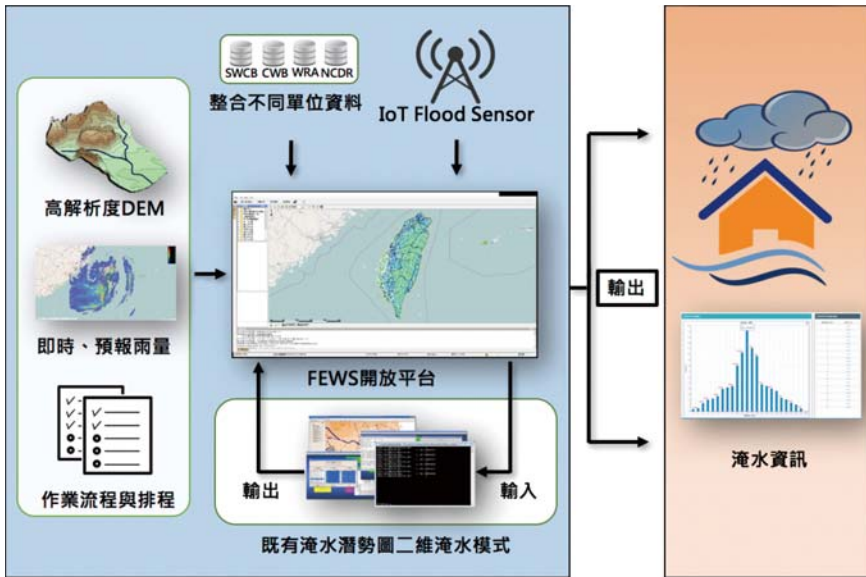 SWCB CWB WRA NCDR
整合不同單位資料
IoT Flood Sensor
高解析度DEM
即時、預報雨量
作業流程與排程
FEWS開放平台
輸出
輸入
既有淹水潛勢圖二維淹水模式
輸出
淹水資訊